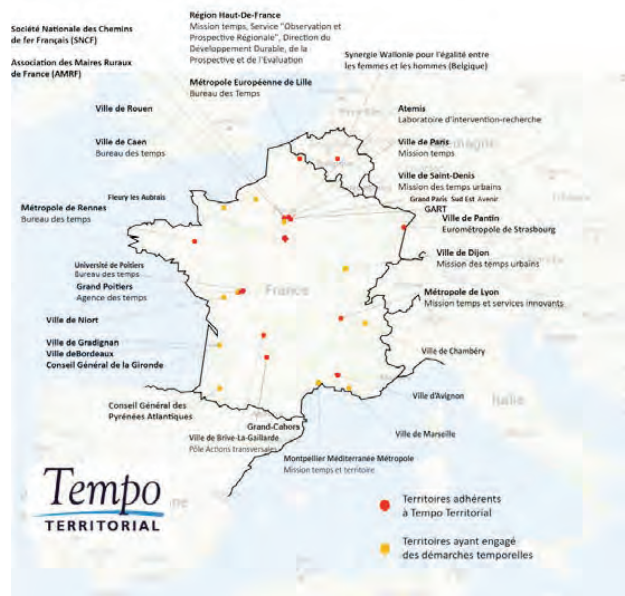 Société Nationale des Chemins
de fer Français (SNCF)
Association des Maires Ruraux
de France (AMRF)
Région Haut-De-France
Mission temps, Service "Observation et
Prospective Régionale", Direction du
Développement Durable, de la
Prospective et de l'Evaluation
Métropole Européenne de Lille
Bureau des Temps
Synergie Wallonie pour l'égalité entre
les femmes et les hommes (Belgique)
Ville de Rouen
Ville de Caen
Bureau des temps
Atemis
Laboratoire d'intervention-recherche
Ville de Paris
Mission temps
Ville de Saint-Denis
Mission des temps urbains
Grand Paris Sud Est Avenir
GART
Fleury les Aubrais
Métropole de Rennes
Bureau des temps
Ville de Pantin
Eurométropole de Strasbourg
Ville de Dijon
Mission des temps urbains
Université de Poitiers
Bureau des temps
Grand Poitiers
Agence des temps
France
Métropole de Lyon
Mission temps et services innovants
Ville de Niort
Ville de Gradignan
Ville deBordeaux
Conseil Général de la Gironde
Ville de Chambéry
Ville d'Avignon
Italie
Conseil Général des
Pyrénées Atlantiques
Grand-Cahors
Ville de Brive-La-Gaillarde
Pôle Actions transversales
Ville de Marseille
Montpellier Méditerranée Métropole
Mission temps et territoire
Tempo
TERRITORIAL
Territoires adhérents
à Tempo Territorial
Territoires ayant engagé
des démarches temporelles